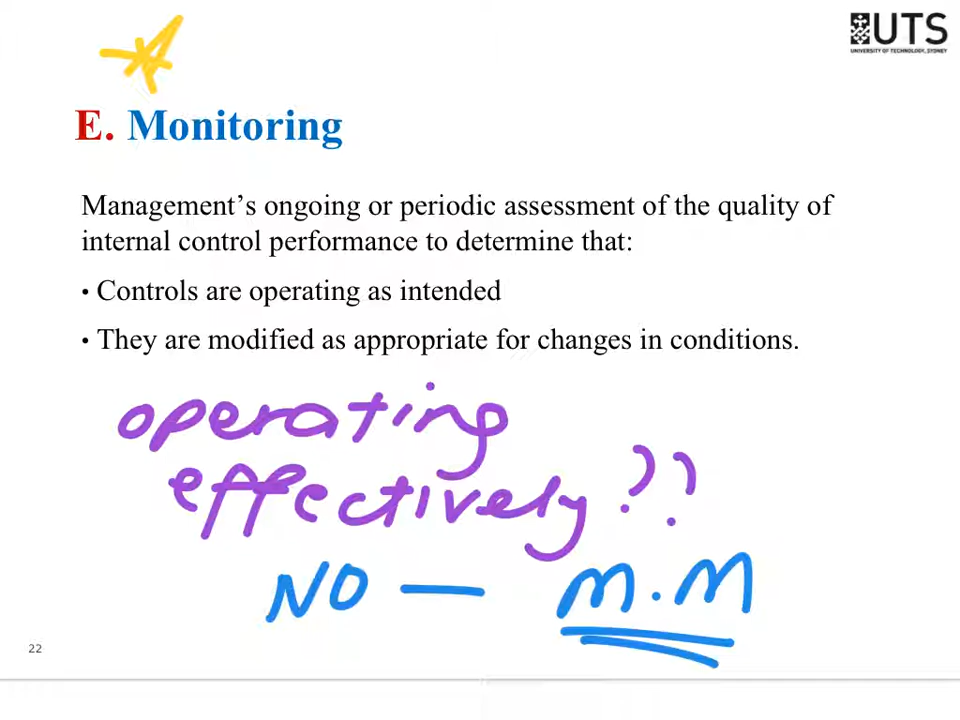 UTS
UNIVERSITY OF TECHNOLOGY, SYDNEY
E. Monitoring
Management’s ongoing or periodic assessment of the quality of
internal control performance to determine that:
• Controls are operating as intended
• They are modified as appropriate for changes in conditions.
operating
effectively??
NO — M.M
22